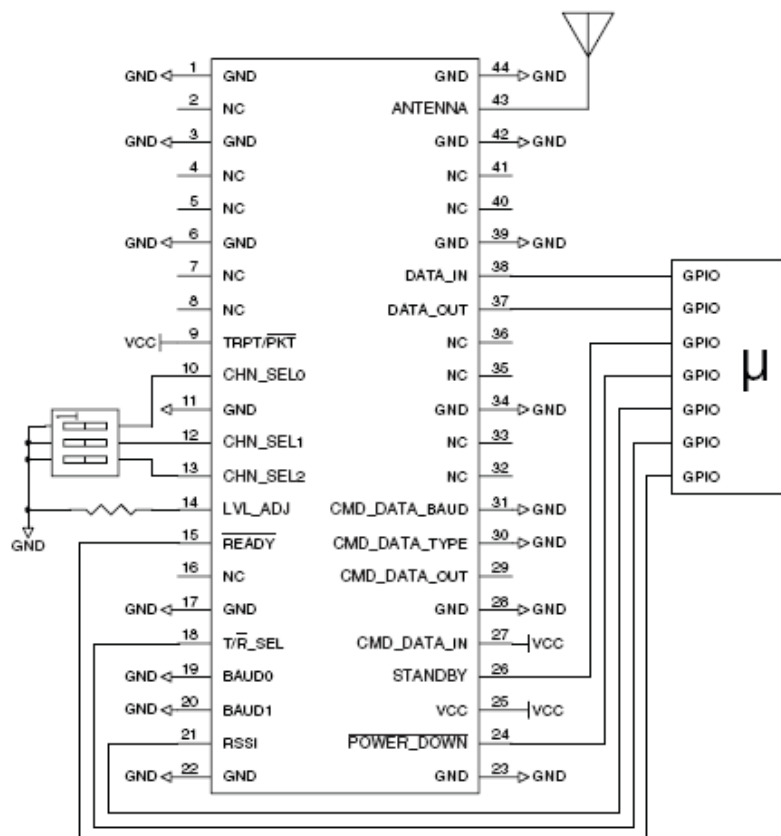 GND 1 GND GND 44 GND
2 NC ANTENNA 43
GND 3 GND GND 42 GND
4 NC NC 41
5 NC NC 40
GND 6 GND GND 39 GND
7 NC DATA_IN 38 GPIO
8 NC DATA_OUT 37 GPIO
VCC 9 TRPT/PKT NC 36 GPIO
10 CHN_SEL0 NC 35 GPIO
µ
11 GND GND 34 GND GPIO
12 CHN_SEL1 NC 33 GPIO
13 CHN_SEL2 NC 32 GPIO
14 LVL_ADJ CMD_DATA_BAUD 31 GND
GND 15 READY CMD_DATA_TYPE 30 GND
16 NC CMD_DATA_OUT 29
GND 17 GND GND 28 GND
18 T/R_SEL CMD_DATA_IN 27 VCC
GND 19 BAUD0 STANDBY 26
GND 20 BAUD1 VCC 25 VCC
21 RSSI POWER_DOWN 24
GND 22 GND GND 23 GND